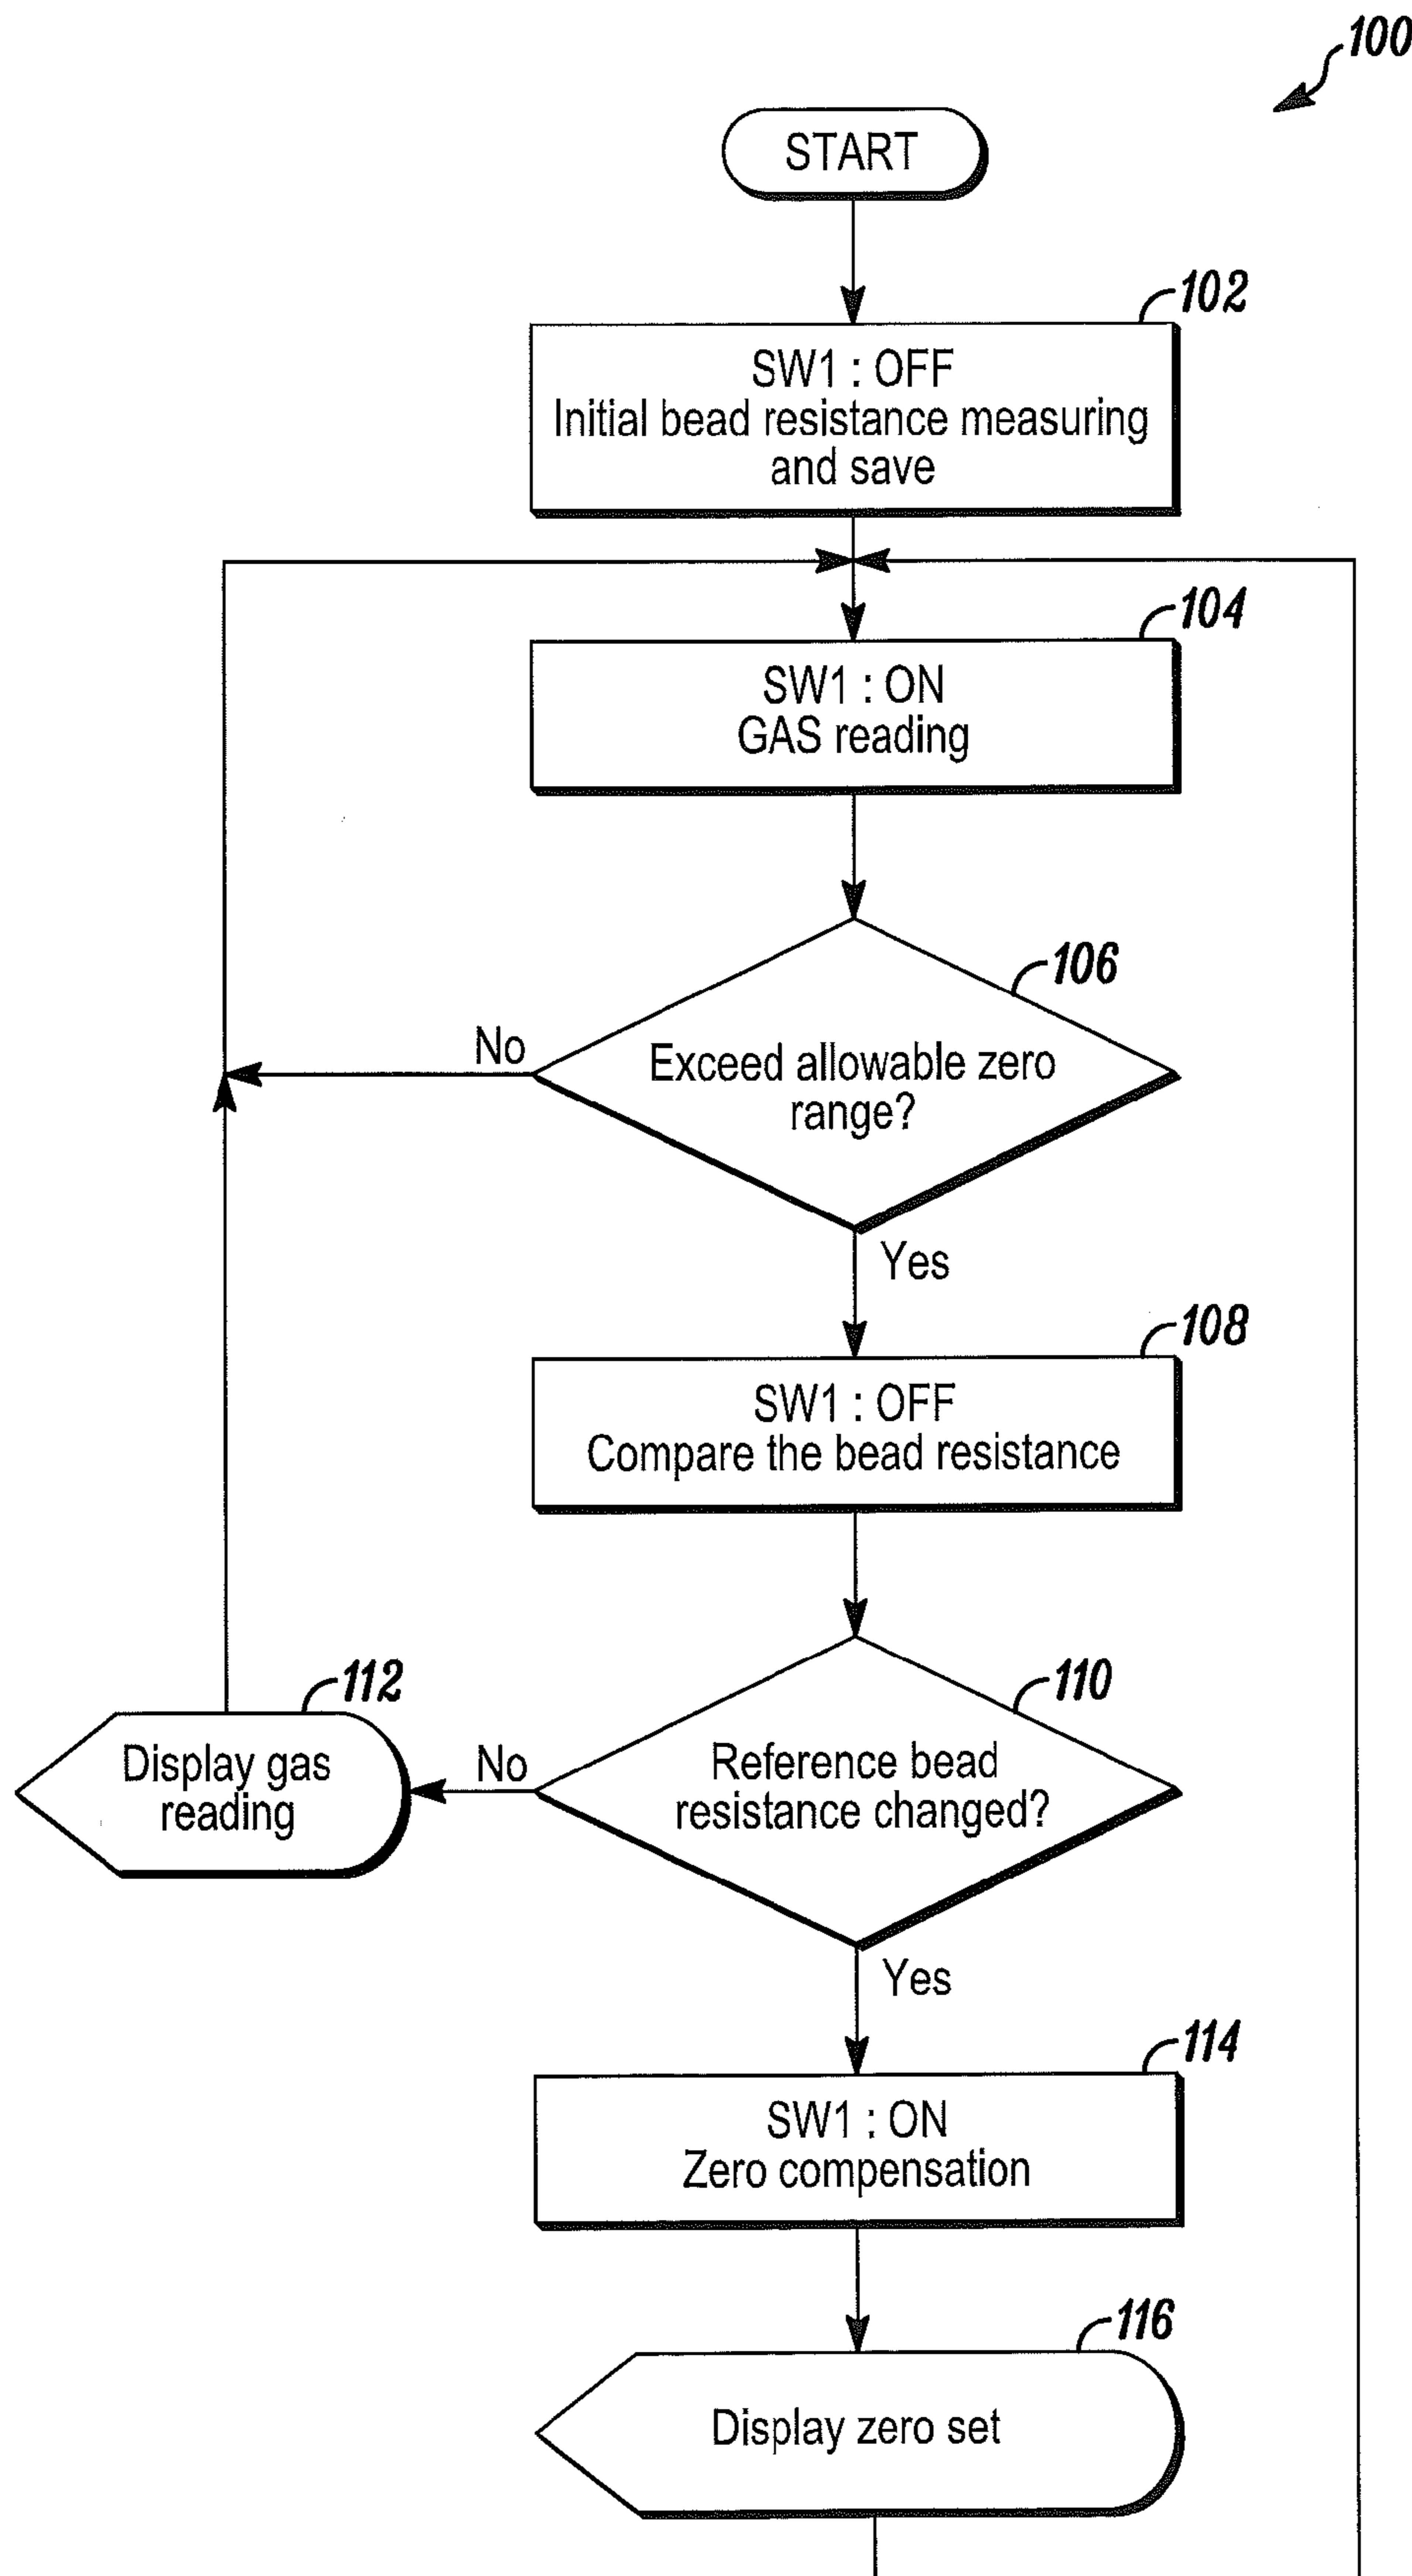 100
START
102
SW1 : OFF
Initial bead resistance measuring
and save
104
SW1 : ON
GAS reading
106
No
Exceed allowable zero
range?
Yes
108
SW1 : OFF
Compare the bead resistance
112
110
Display gas
reading
No
Reference bead
resistance changed?
Yes
114
SW1 : ON
Zero compensation
116
Display zero set